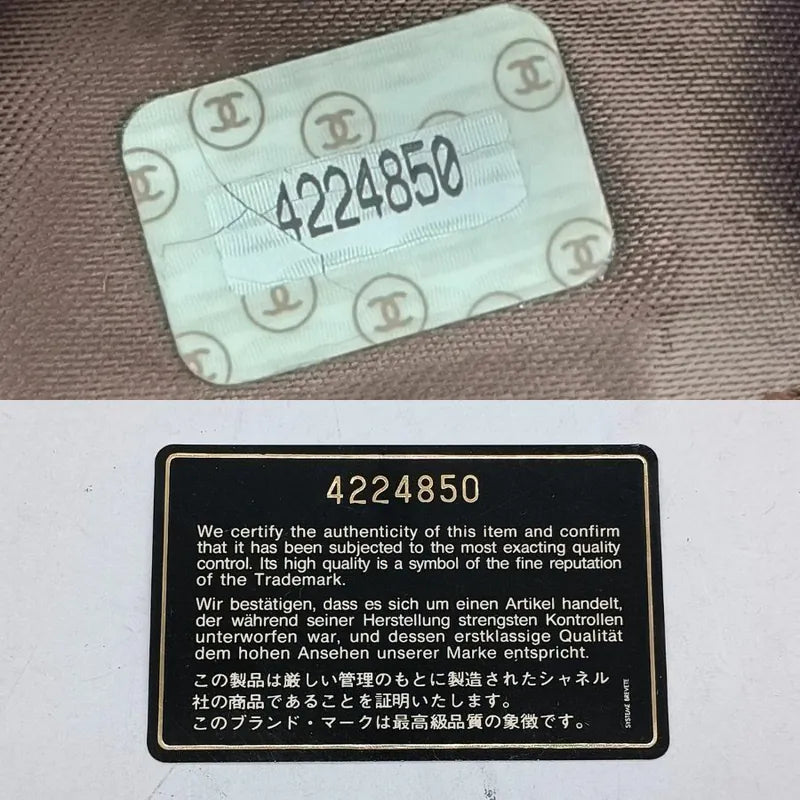 4224850
4224850
We certify the authenticity of this item and confirm
that it has been subjected to the most exacting quality
control. Its high quality is a symbol of the fine reputation
of the Trademark.
Wir bestätigen, dass es sich um einen Artikel handelt,
der während seiner Herstellung strengsten Kontrollen
unterworfen war, und dessen erstklassige Qualität
dem hohen Ansehen unserer Marke entspricht.
この製品は厳しい管理のもとに製造されたシャネル
社の商品であることを証明いたします。
このブランド・マークは最高級品質の象徴です。
SYSTEME BREVETE